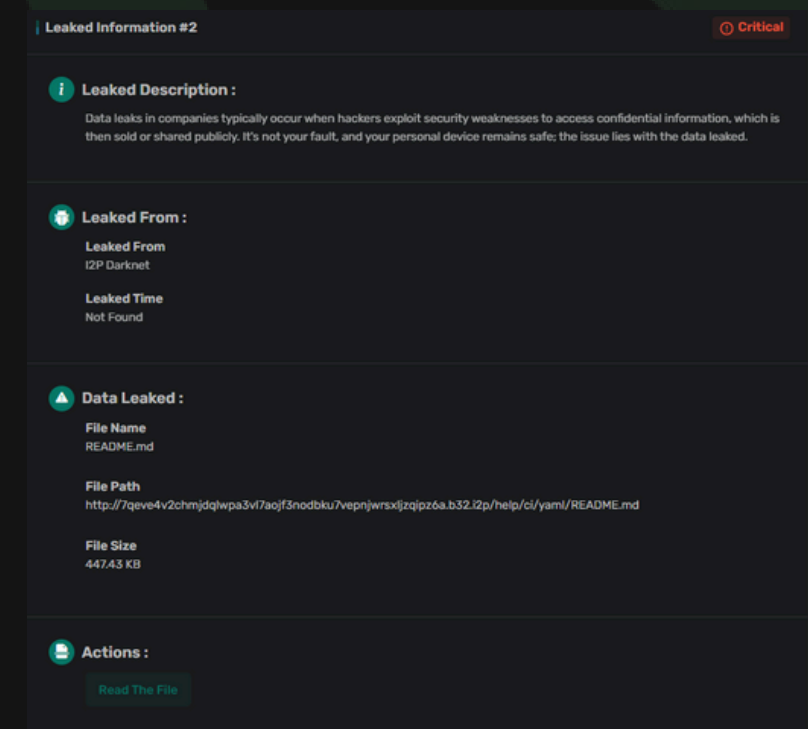 Leaked Information #2
Critical
Leaked Description :
Data leaks in companies typically occur when hackers exploit security weaknesses to access confidential information, which is
then sold or shared publicly. It's not your fault, and your personal device remains safe; the issue lies with the data leaked.
Leaked From :
Leaked From
I2P Darknet
Leaked Time
Not Found
Data Leaked :
File Name
README.md
File Path
http://7qeve4v2chmjdqlwpa3vl7aojf3nodbku7vepnjwrsxljzqipz6a.b32.i2p/help/ci/yaml/README.md
File Size
447.43 KB
Actions :
Read The File